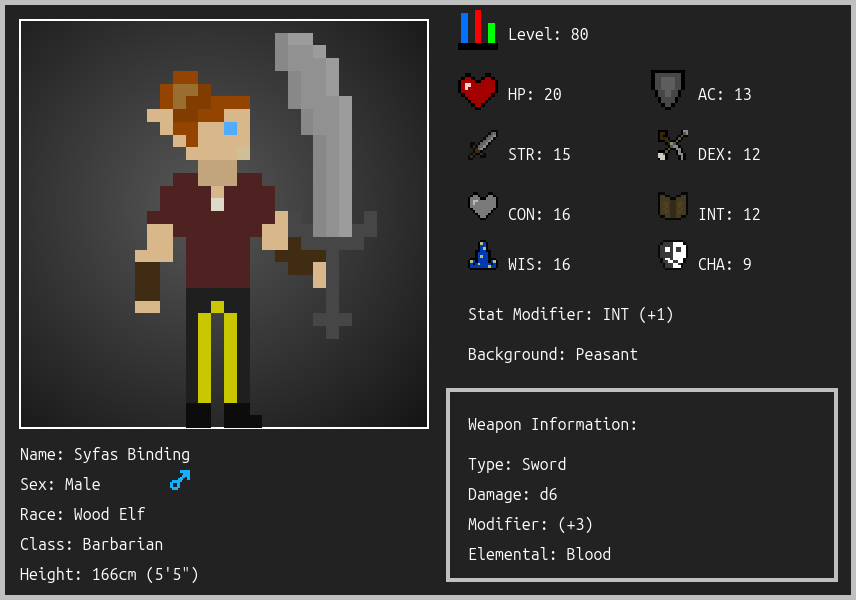 Level: 80
HP: 20
AC: 13
STR: 15
DEX: 12
CON: 16
INT: 12
WIS: 16
CHA: 9
Stat Modifier: INT (+1)
Background: Peasant
Weapon Information:
Type: Sword
Damage: d6
Modifier: (+3)
Elemental: Blood
Name: Syfas Binding
Sex: Male
Race: Wood Elf
Class: Barbarian
Height: 166cm (5'5")